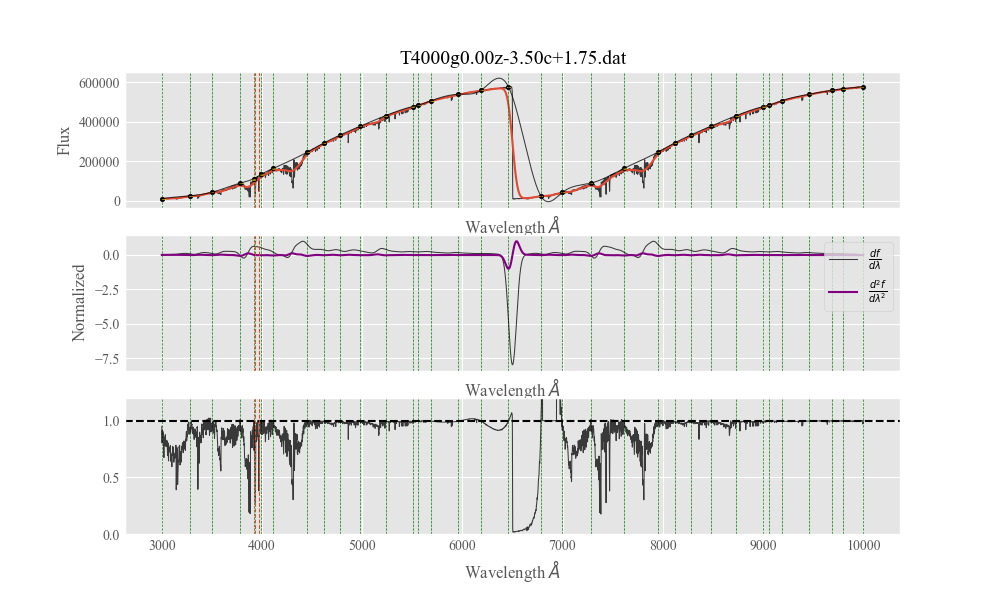 T4000g0.00z-3.50c+1.75.dat
600000
400000
200000
0
Flux
Wavelength Å
0.0
−2.5
−5.0
−7.5
Normalized
df
dλ
d²f
dλ²
Wavelength Å
1.0
0.5
0.0
3000 4000 5000 6000 7000 8000 9000 10000
Wavelength Å